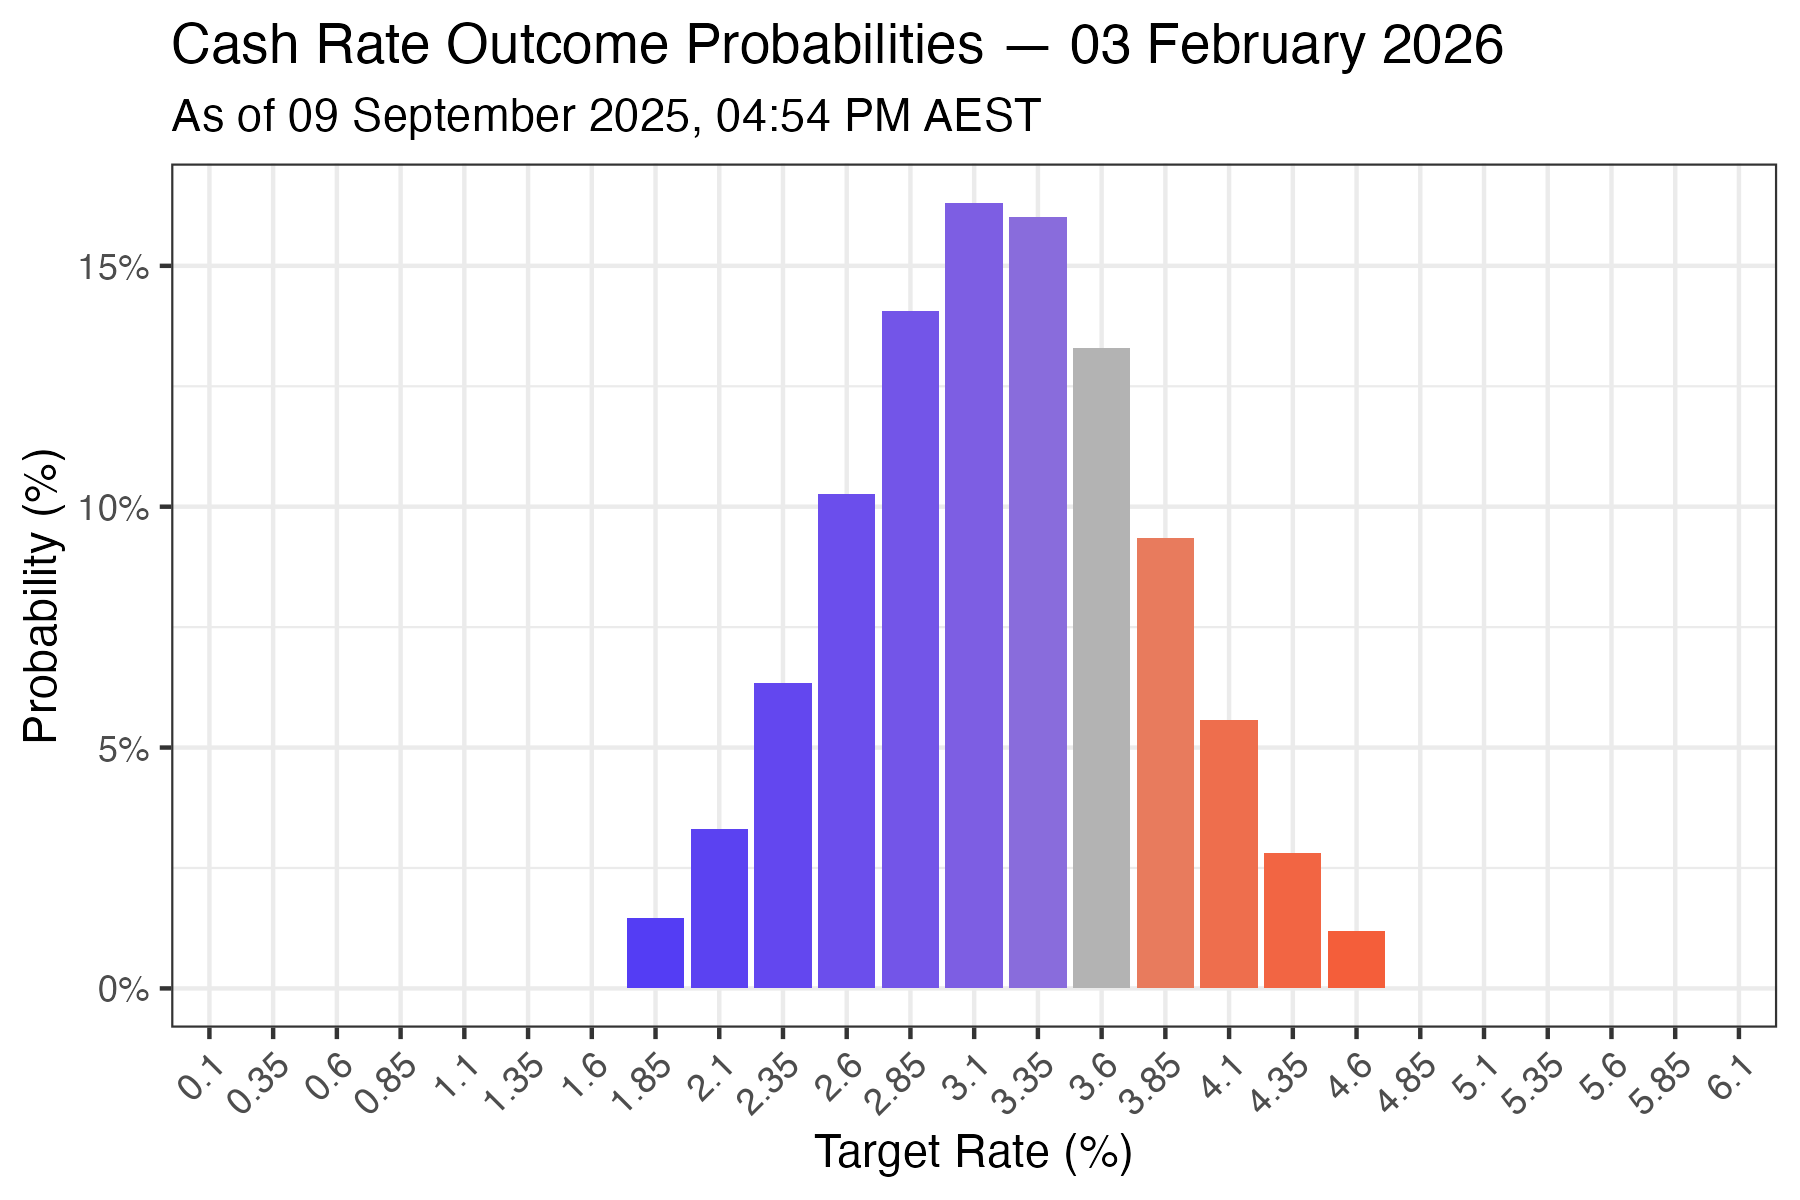 Cash Rate Outcome Probabilities — 03 February 2026
As of 09 September 2025, 04:54 PM AEST
Probability (%)
15%
10%
5%
0%
0.1 0.35 0.6 0.85 1.1 1.35 1.6 1.85 2.1 2.35 2.6 2.85 3.1 3.35 3.6 3.85 4.1 4.35 4.6 4.85 5.1 5.35 5.6 5.85 6.1
Target Rate (%)